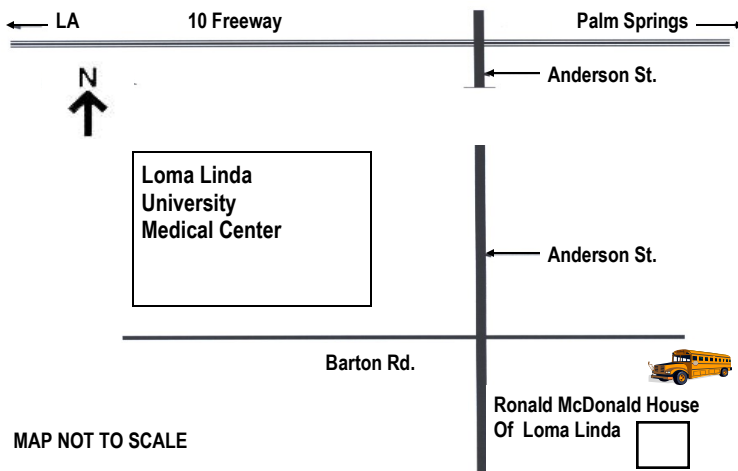 LA
10 Freeway
Palm Springs
N
Anderson St.
Loma Linda
University
Medical Center
Anderson St.
Barton Rd.
Ronald McDonald House
Of Loma Linda
MAP NOT TO SCALE